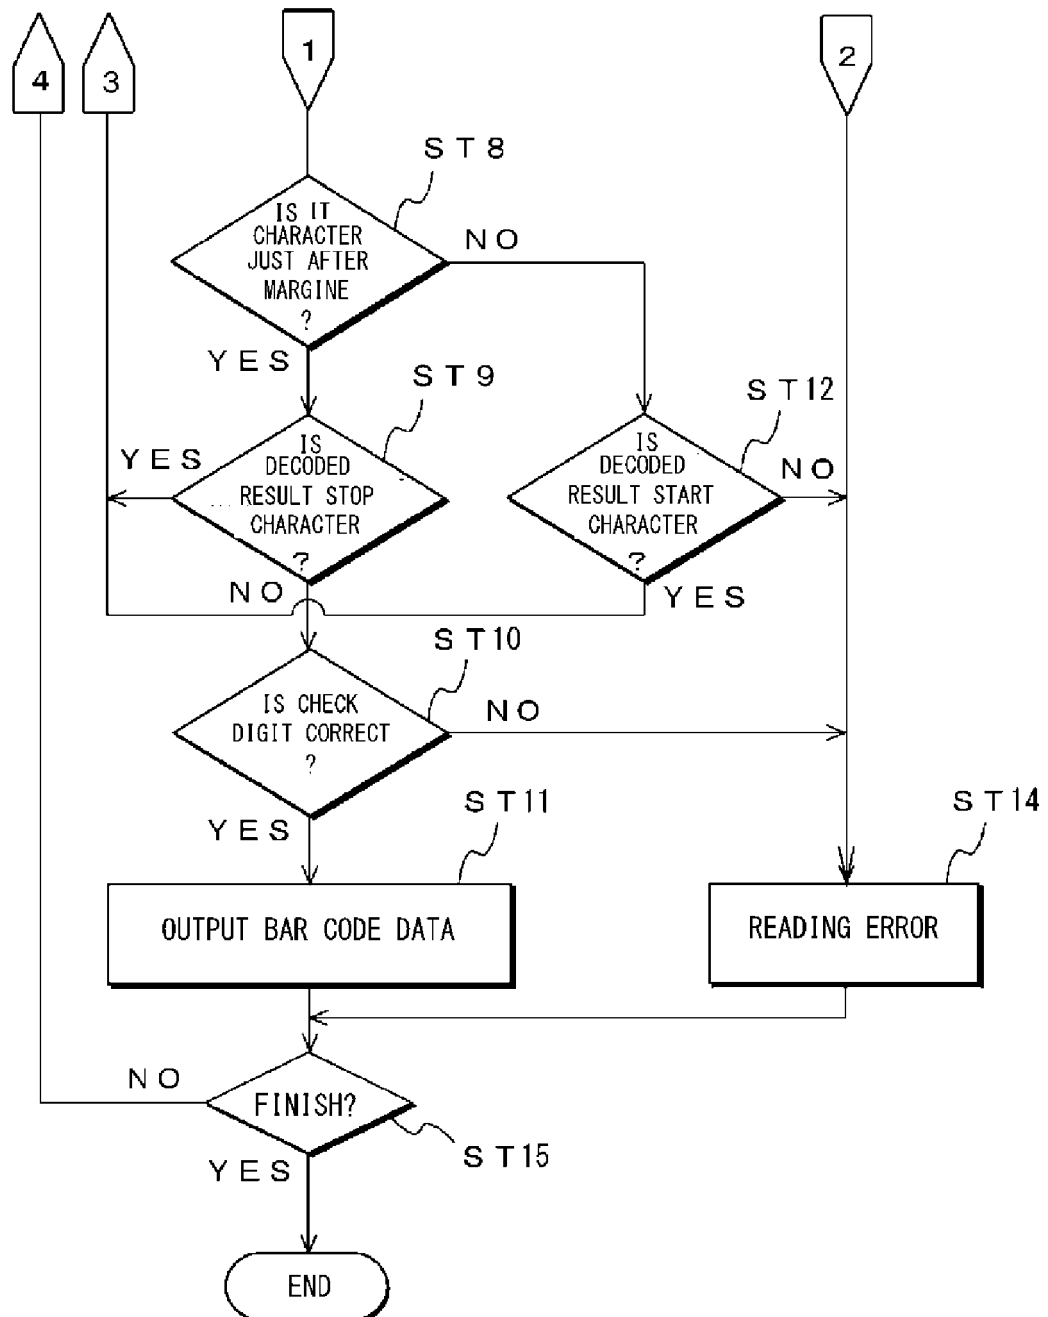 4
3
1
2
ST8
IS IT
CHARACTER
JUST AFTER
MARGINE
?
NO
YES
ST9
ST12
YES
IS
DECODED
RESULT STOP
CHARACTER
?
IS
DECODED
RESULT START
CHARACTER
?
NO
NO
YES
ST10
IS CHECK
DIGIT CORRECT
?
NO
YES
ST11
ST14
OUTPUT BAR CODE DATA
READING ERROR
NO
FINISH?
ST15
YES
END